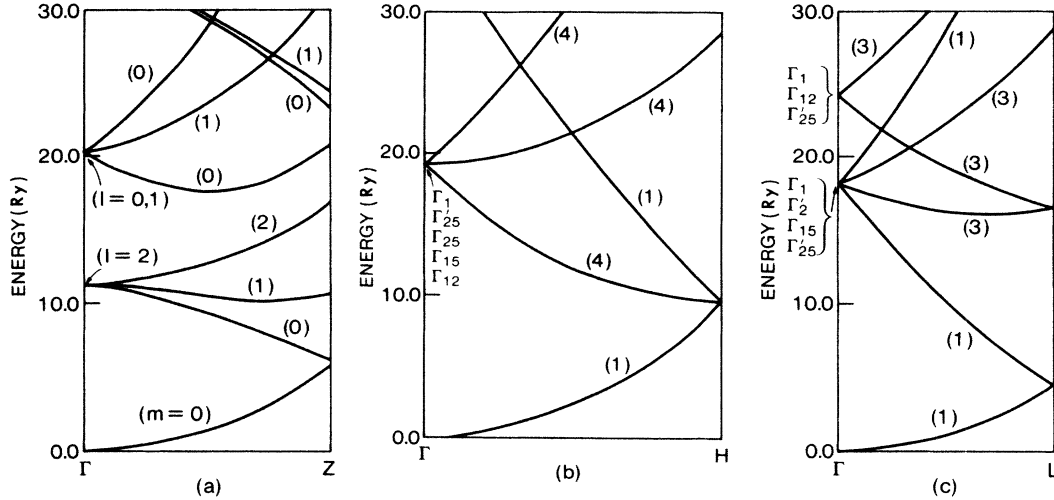 30.0
20.0
10.0
0.0
ENERGY (Ry)
(0)
(1)
(0)
(1)
(0)
(l = 0,1)
(2)
(l = 2)
(1)
(0)
(m = 0)
Γ
Z
(a)
30.0
20.0
10.0
0.0
ENERGY (Ry)
(4)
(4)
Γ1
Γ′25
Γ25
Γ15
Γ12
(1)
(4)
(1)
Γ
H
(b)
30.0
20.0
10.0
0.0
ENERGY (Ry)
(3)
(1)
Γ1
Γ12
Γ′25
(3)
(3)
Γ1
Γ′2
Γ15
Γ′25
(3)
(1)
(1)
Γ
L
(c)